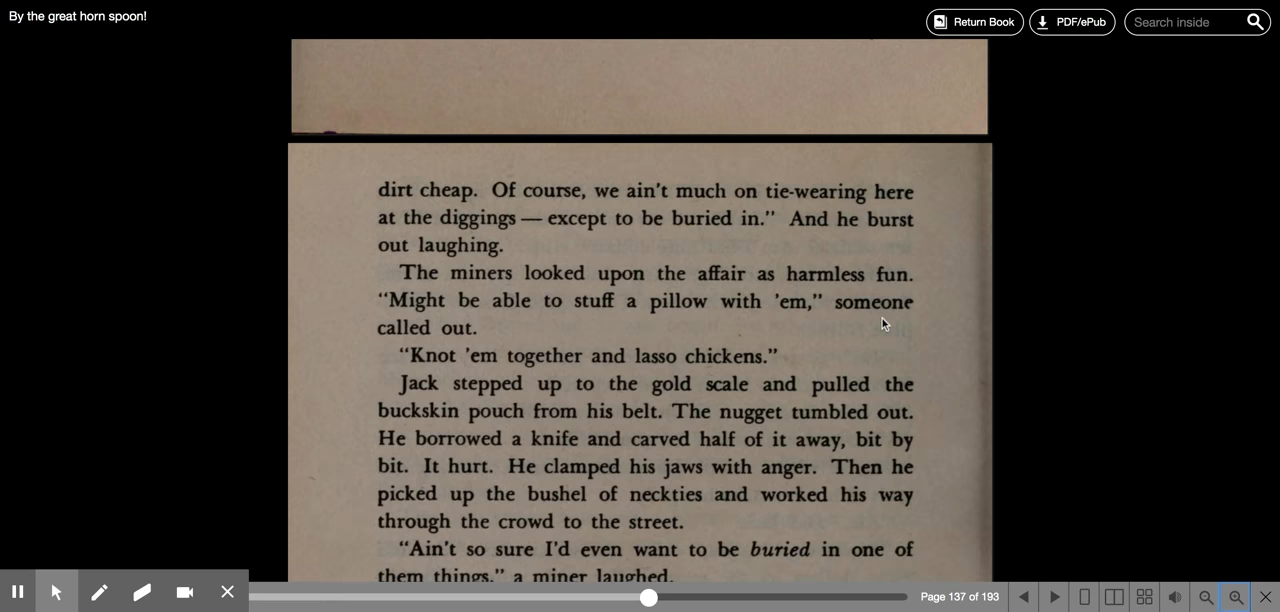 By the great horn spoon!
Return Book
PDF/ePub
Search inside
dirt cheap. Of course, we ain't much on tie-wearing here
at the diggings — except to be buried in." And he burst
out laughing.
The miners looked upon the affair as harmless fun.
"Might be able to stuff a pillow with 'em," someone
called out.
"Knot 'em together and lasso chickens."
Jack stepped up to the gold scale and pulled the
buckskin pouch from his belt. The nugget tumbled out.
He borrowed a knife and carved half of it away, bit by
bit. It hurt. He clamped his jaws with anger. Then he
picked up the bushel of neckties and worked his way
through the crowd to the street.
"Ain't so sure I'd even want to be buried in one of
them things," a miner laughed.
Page 137 of 193